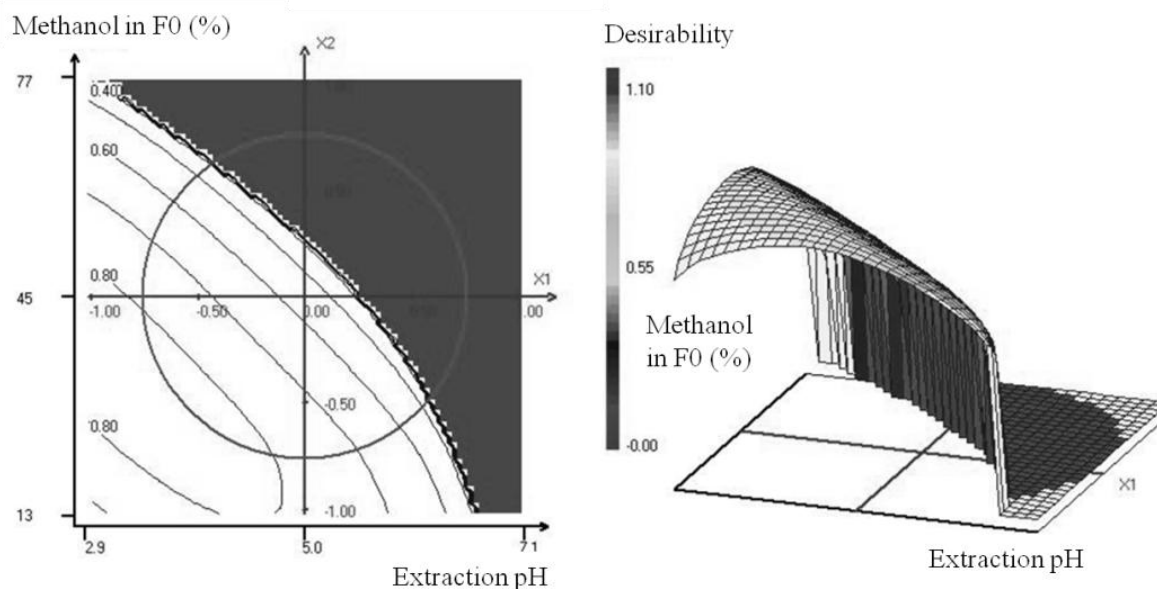 Methanol in F0 (%)
X2
77
0.40
0.60
0.80
45
X1
-1.00
-0.50
0.00
.00
-0.50
0.80
-1.00
13
2.9
5.0
7.1
Extraction pH
Desirability
1.10
0.55
Methanol
in F0 (%)
-0.00
X1
Extraction pH